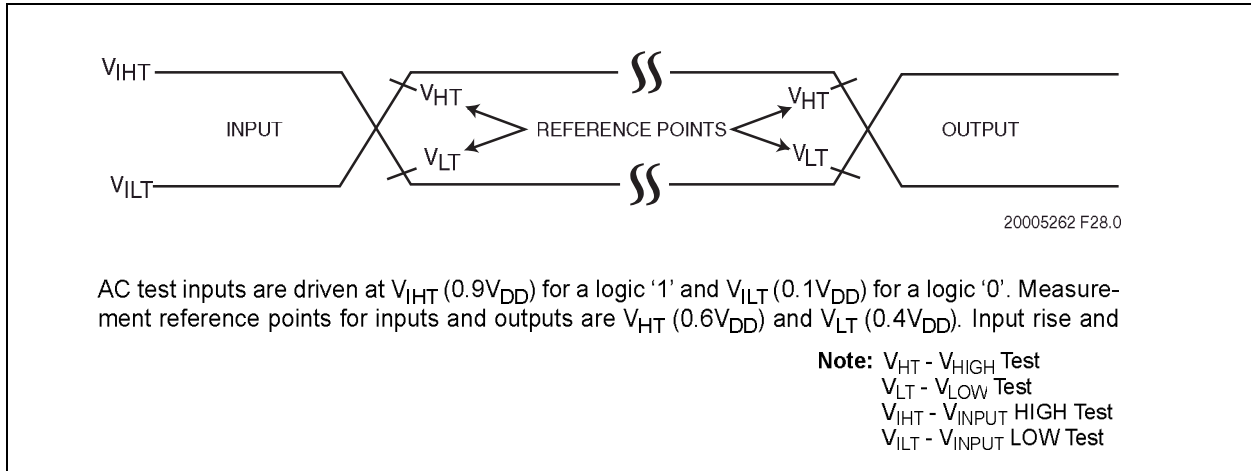 VIHT
VHT
VHT
INPUT
REFERENCE POINTS
OUTPUT
VLT
VLT
VILT
20005262 F28.0
AC test inputs are driven at VIHT (0.9VDD) for a logic ‘1’ and VILT (0.1VDD) for a logic ‘0’. Measure-
ment reference points for inputs and outputs are VHT (0.6VDD) and VLT (0.4VDD). Input rise and
Note: VHT - VHIGH Test
VLT - VLOW Test
VIHT - VINPUT HIGH Test
VILT - VINPUT LOW Test